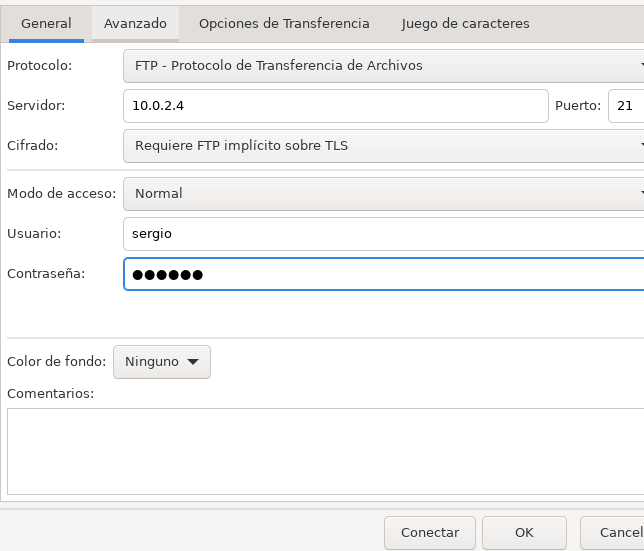 General Avanzado Opciones de Transferencia Juego de caracteres
Protocolo: FTP - Protocolo de Transferencia de Archivos
Servidor: 10.0.2.4 Puerto: 21
Cifrado: Requiere FTP implícito sobre TLS
Modo de acceso: Normal
Usuario: sergio
Contraseña: ●●●●●●
Color de fondo: Ninguno
Comentarios:
Conectar OK Cancel